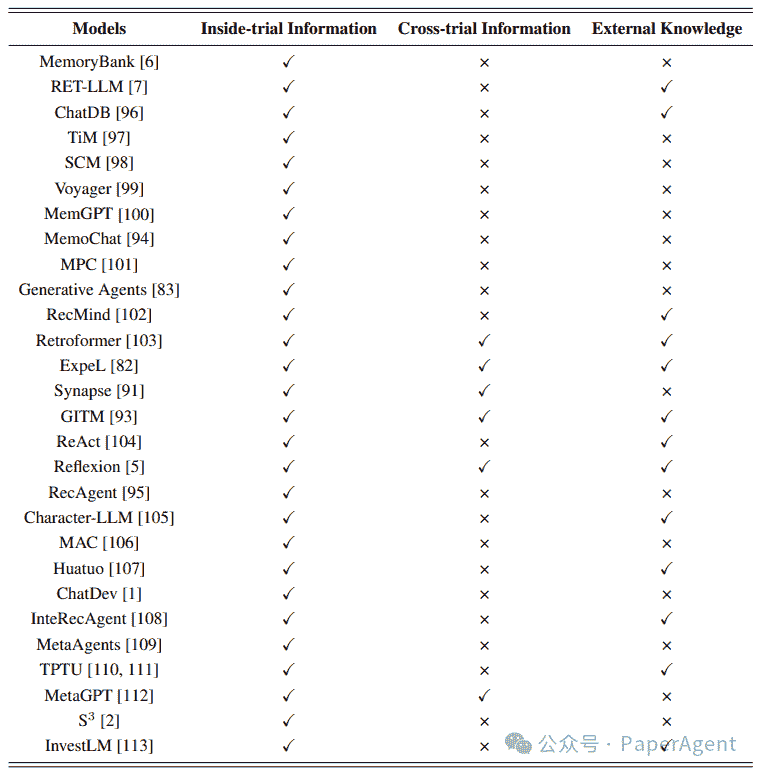 Models Inside-trial Information Cross-trial Information External Knowledge
MemoryBank [6] ✓ × ×
RET-LLM [7] ✓ × ✓
ChatDB [96] ✓ × ✓
TiM [97] ✓ × ×
SCM [98] ✓ × ×
Voyager [99] ✓ × ×
MemGPT [100] ✓ × ×
MemoChat [94] ✓ × ×
MPC [101] ✓ × ×
Generative Agents [83] ✓ × ×
RecMind [102] ✓ × ✓
Retroformer [103] ✓ ✓ ✓
ExpeL [82] ✓ ✓ ✓
Synapse [91] ✓ ✓ ×
GITM [93] ✓ ✓ ✓
ReAct [104] ✓ × ✓
Reflexion [5] ✓ ✓ ✓
RecAgent [95] ✓ × ×
Character-LLM [105] ✓ × ✓
MAC [106] ✓ × ×
Huatuo [107] ✓ × ✓
ChatDev [1] ✓ × ×
InteRecAgent [108] ✓ × ✓
MetaAgents [109] ✓ × ×
TPTU [110, 111] ✓ × ✓
MetaGPT [112] ✓ ✓ ×
S³ [2] ✓ × ×
InvestLM [113] ✓ × ✓
公众号 · PaperAgent